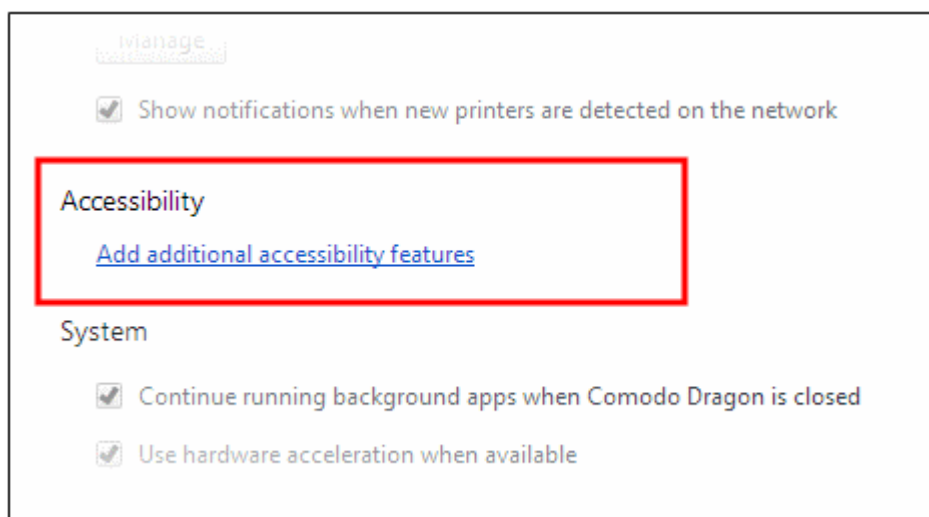 Manage
Show notifications when new printers are detected on the network
Accessibility
Add additional accessibility features
System
Continue running background apps when Comodo Dragon is closed
Use hardware acceleration when available